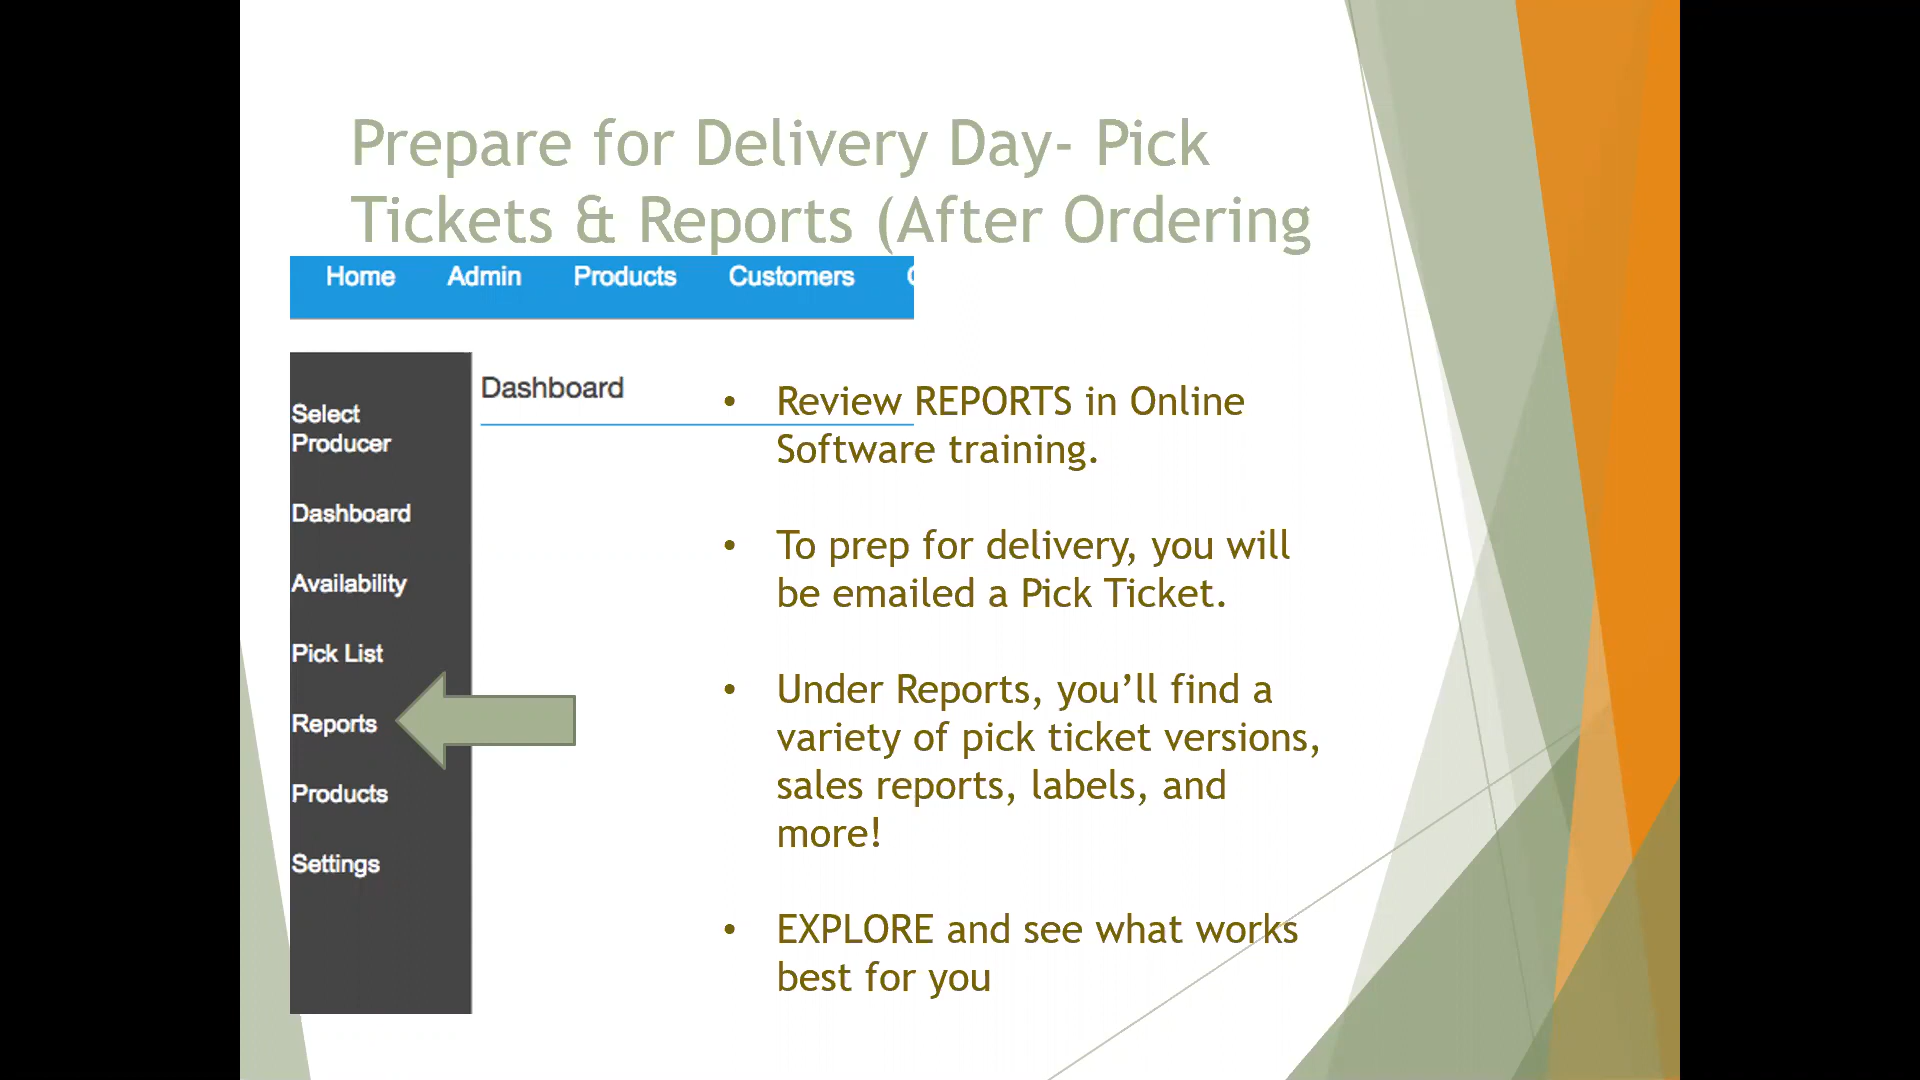 Prepare for Delivery Day- Pick
Tickets & Reports (After Ordering
Home Admin Products Customers
Select
Producer
Dashboard
Availability
Pick List
Reports
Products
Settings
Dashboard
• Review REPORTS in Online
Software training.
• To prep for delivery, you will
be emailed a Pick Ticket.
• Under Reports, you’ll find a
variety of pick ticket versions,
sales reports, labels, and
more!
• EXPLORE and see what works
best for you